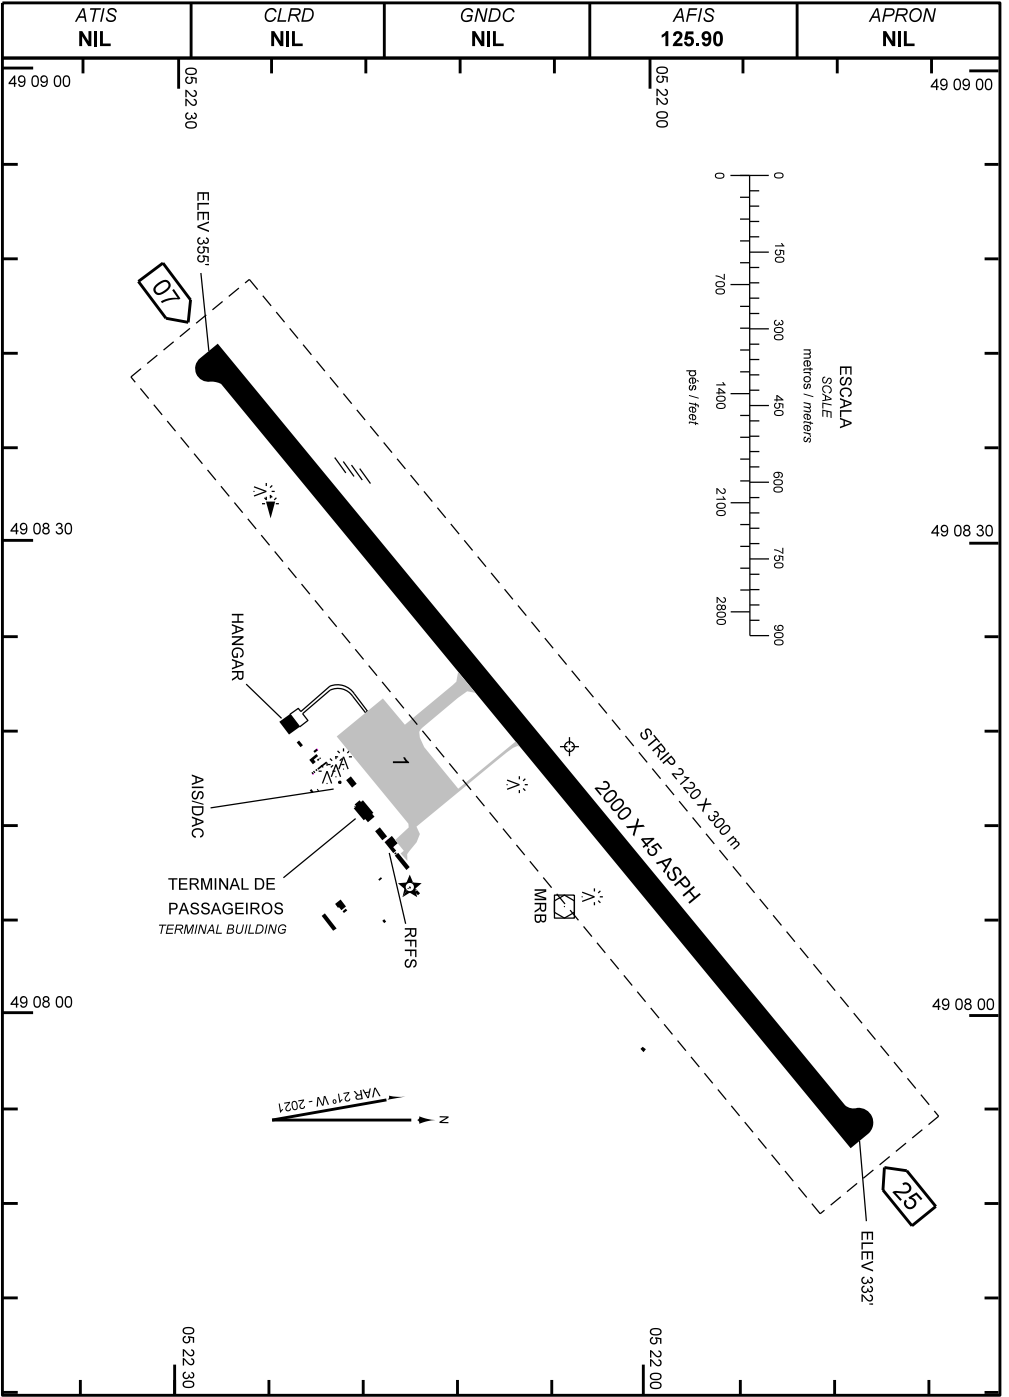 ATIS
NIL
CLRD
NIL
GNDC
NIL
AFIS
125.90
APRON
NIL
49 09 00
05 22 30
05 22 00
49 09 00
0 150 300 450 600 750 900
0 700 1400 2100 2800
ESCALA
SCALE
metros / meters
pés / feet
ELEV 355'
07
49 08 30
49 08 30
HANGAR
AIS/DAC
TERMINAL DE
PASSAGEIROS
TERMINAL BUILDING
RFFS
1
MRB
STRIP 2120 X 300 m
2000 X 45 ASPH
49 08 00
49 08 00
VAR 21° W - 2021
N
25
ELEV 332'
05 22 30
05 22 00